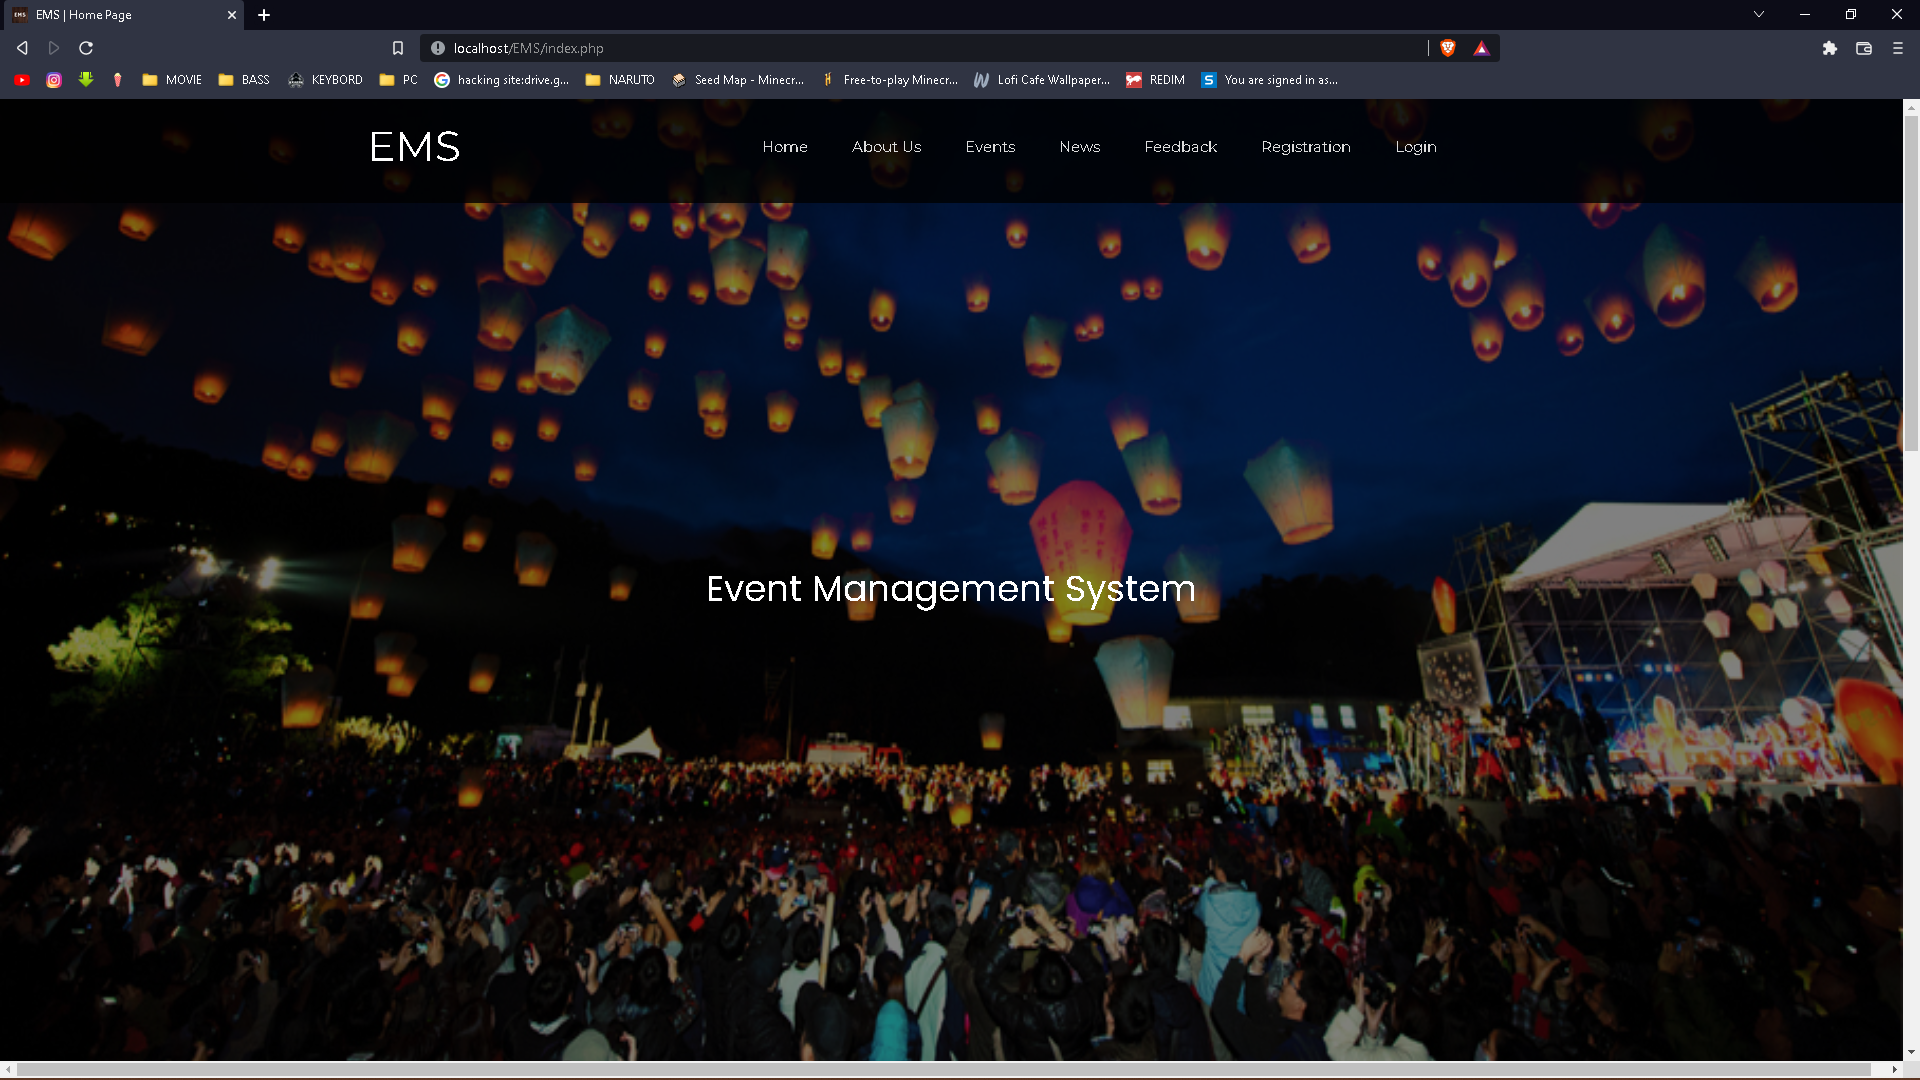 EMS | Home Page
localhost/EMS/index.php
MOVIE BASS KEYBORD PC hacking site:drive.g... NARUTO Seed Map - Minecr... Free-to-play Minecr... Lofi Cafe Wallpaper... REDIM You are signed in as...
EMS Home About Us Events News Feedback Registration Login
Event Management System